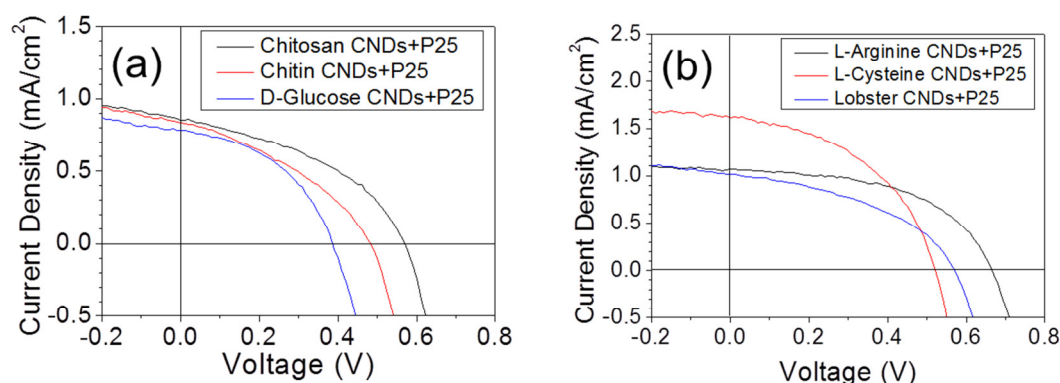 (a)
Chitosan CNDs+P25
Chitin CNDs+P25
D-Glucose CNDs+P25
Current Density (mA/cm²)
1.5
1.0
0.5
0.0
-0.5
-0.2 0.0 0.2 0.4 0.6 0.8
Voltage (V)
(b)
L-Arginine CNDs+P25
L-Cysteine CNDs+P25
Lobster CNDs+P25
Current Density (mA/cm²)
2.5
2.0
1.5
1.0
0.5
0.0
-0.5
-0.2 0.0 0.2 0.4 0.6 0.8
Voltage (V)